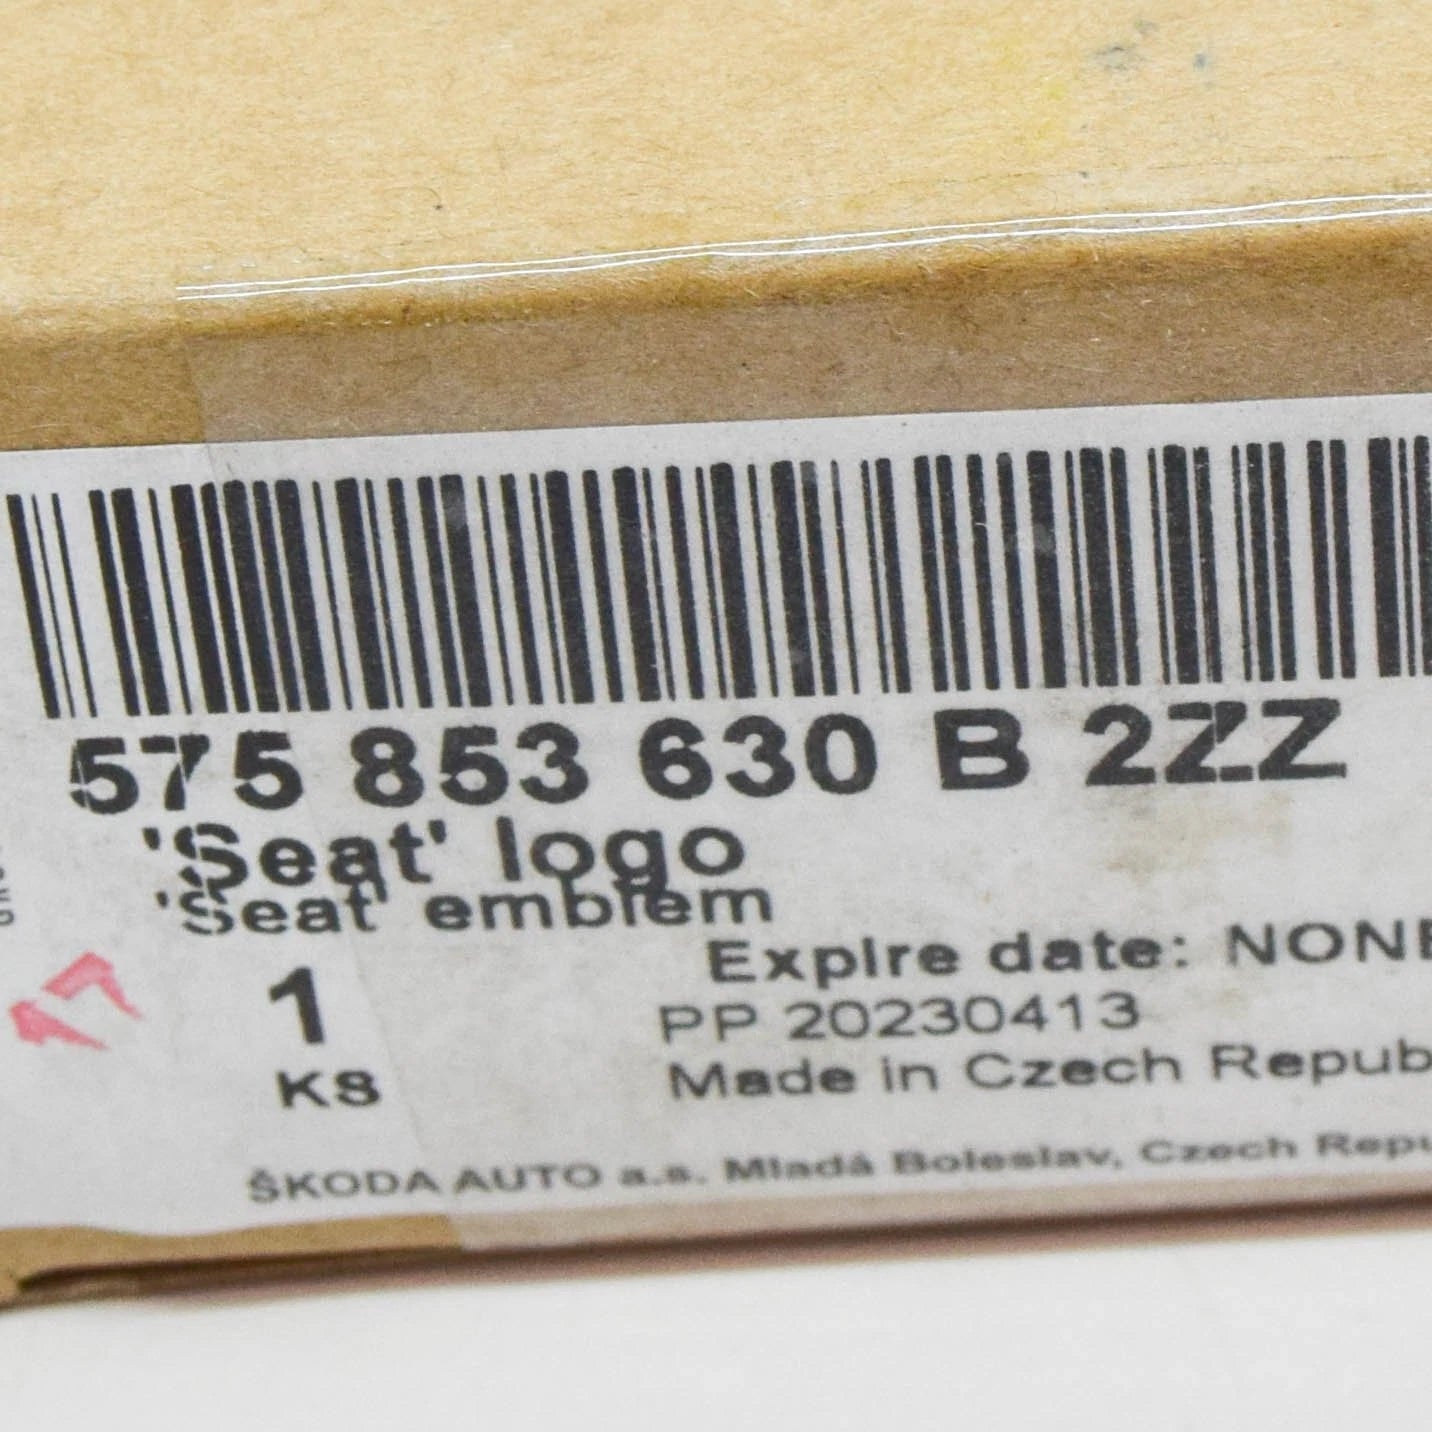 575 853 630 B 2ZZ
'Seat' logo
'Seat' emblem
Expire date: NONE
1
PP 20230413
KS
Made in Czech Repub
ŠKODA AUTO a.s. Mladá Boleslav, Czech Repu